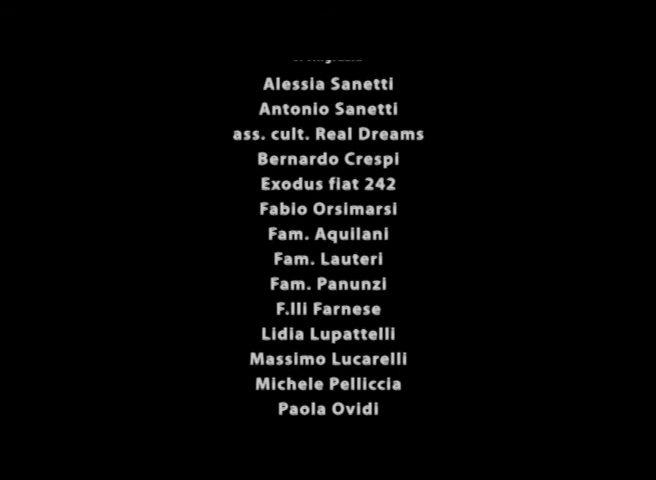 Alessia Sanetti
Antonio Sanetti
ass. cult. Real Dreams
Bernardo Crespi
Exodus fiat 242
Fabio Orsimarsi
Fam. Aquilani
Fam. Lauteri
Fam. Panunzi
F.lli Farnese
Lidia Lupattelli
Massimo Lucarelli
Michele Pelliccia
Paola Ovidi